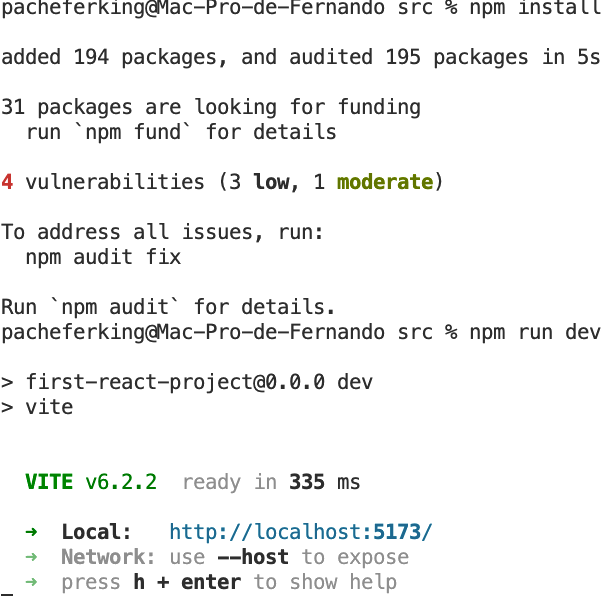 pacheferking@Mac-Pro-de-Fernando src % npm install
added 194 packages, and audited 195 packages in 5s
31 packages are looking for funding
  run `npm fund` for details
4 vulnerabilities (3 low, 1 moderate)
To address all issues, run:
  npm audit fix
Run `npm audit` for details.
pacheferking@Mac-Pro-de-Fernando src % npm run dev
> first-react-project@0.0.0 dev
> vite
  VITE v6.2.2  ready in 335 ms
  ➜  Local:   http://localhost:5173/
  ➜  Network: use --host to expose
  ➜  press h + enter to show help